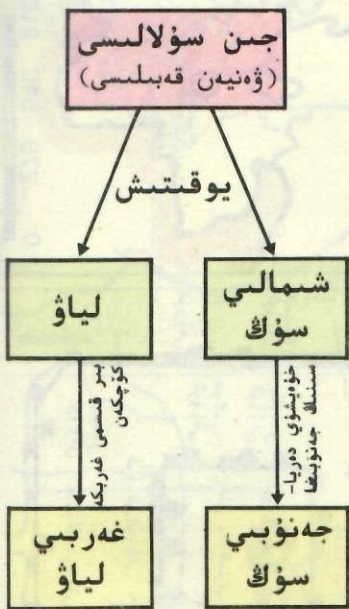 جىن سۇلالىسى
(ۋەنيەن قەبىلىسى)
يوقىتىش
شىمالىي
سۇڭ
لياۋ
خۇەيشۈي دەريا-
سىنىڭ جەنۇبىغا
بىر قىسمى غەربكە
كۆچكەن
جەنۇبىي
سۇڭ
غەربىي
لياۋ